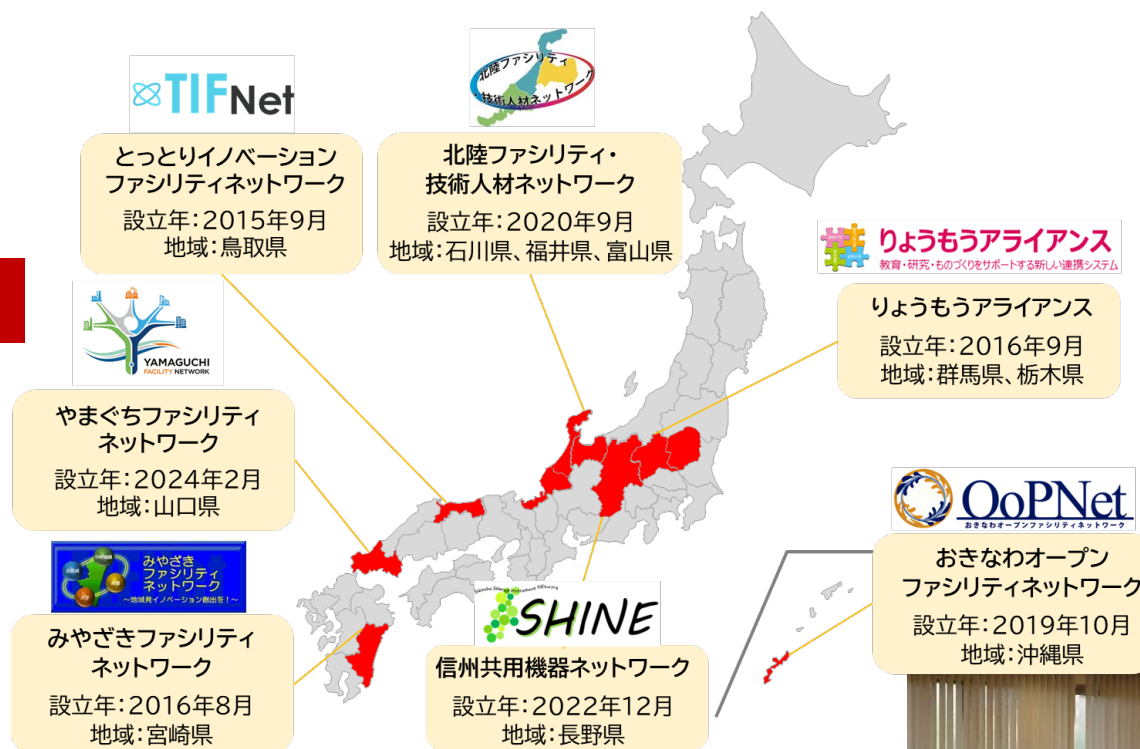 TIFNet
とっとりイノベーション
ファシリティネットワーク
設立年:2015年9月
地域:鳥取県
北陸ファシリティ
・技術人材ネットワーク
北陸ファシリティ・
技術人材ネットワーク
設立年:2020年9月
地域:石川県、福井県、富山県
りょうもうアライアンス
教育・研究・ものづくりをサポートする新しい連携システム
りょうもうアライアンス
設立年:2016年9月
地域:群馬県、栃木県
YAMAGUCHI
FACILITY NETWORK
やまぐちファシリティ
ネットワーク
設立年:2024年2月
地域:山口県
みやざき
ファシリティ
ネットワーク
~地域発イノベーション創出を!~
みやざきファシリティ
ネットワーク
設立年:2016年8月
地域:宮崎県
SHINE
信州共用機器ネットワーク
設立年:2022年12月
地域:長野県
OoPNet
おきなわオープンファシリティネットワーク
おきなわオープン
ファシリティネットワーク
設立年:2019年10月
地域:沖縄県